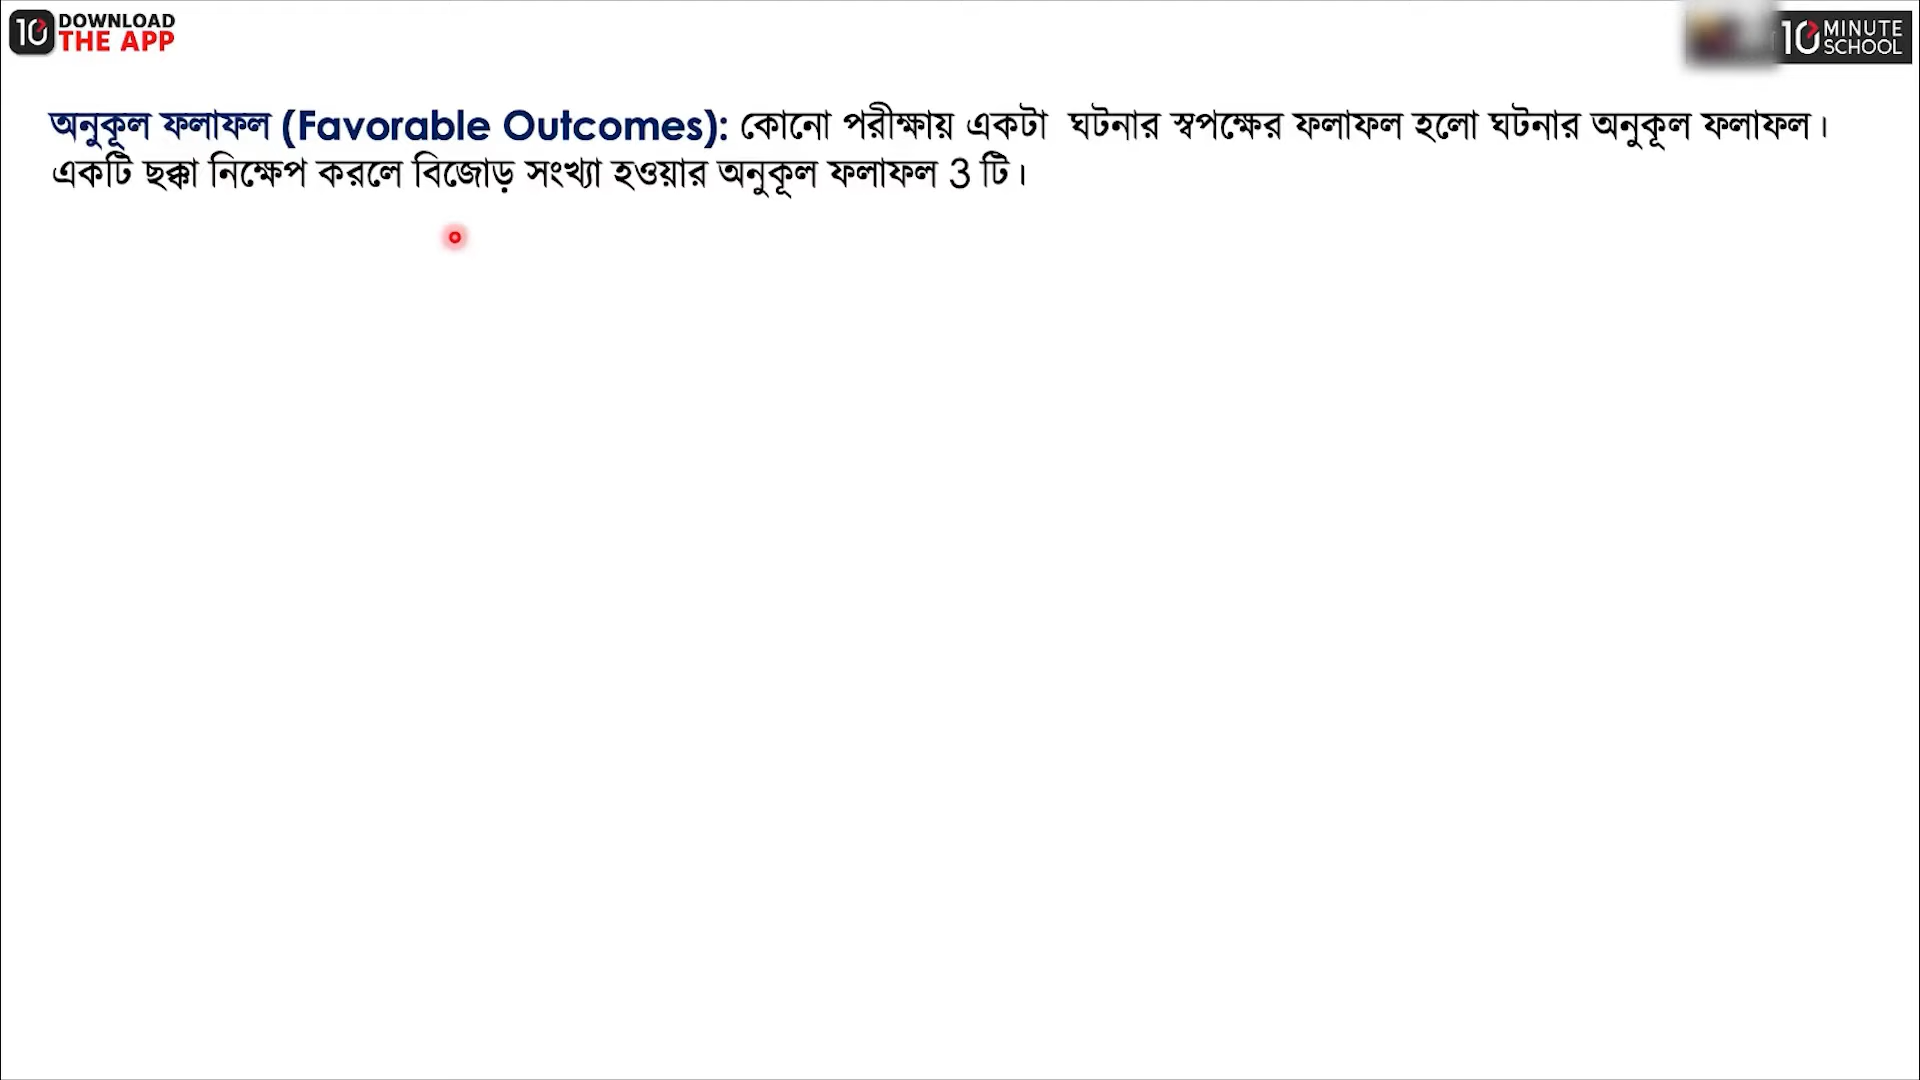 10 DOWNLOAD
THE APP
10 MINUTE
SCHOOL
অনুকূল ফলাফল (Favorable Outcomes): কোনো পরীক্ষায় একটা ঘটনার স্বপক্ষের ফলাফল হলো ঘটনার অনুকূল ফলাফল।
একটি ছক্কা নিক্ষেপ করলে বিজোড় সংখ্যা হওয়ার অনুকূল ফলাফল 3 টি।